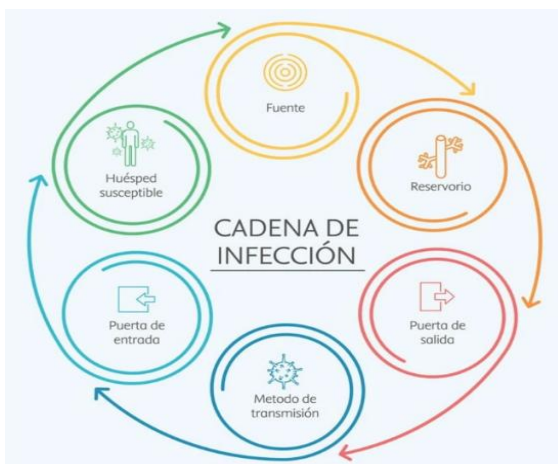 Fuente
Reservorio
Puerta de
salida
Metodo de
transmisión
Puerta de
entrada
Huésped
susceptible
CADENA DE
INFECCIÓN